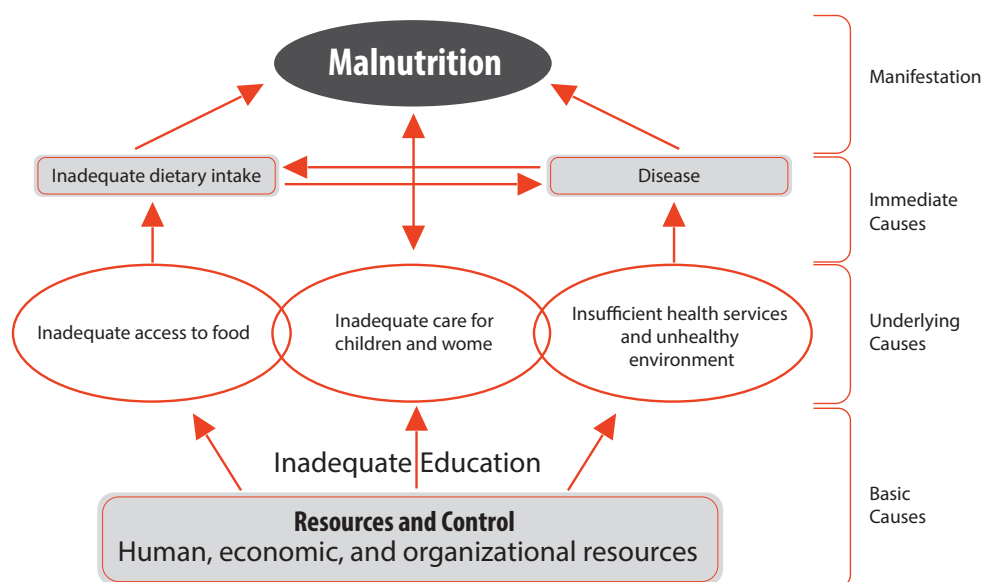 Malnutrition
Manifestation
Inadequate dietary intake
Disease
Immediate
Causes
Inadequate access to food
Inadequate care for
children and wome
Insufficient health services
and unhealthy
environment
Underlying
Causes
Inadequate Education
Resources and Control
Human, economic, and organizational resources
Basic
Causes